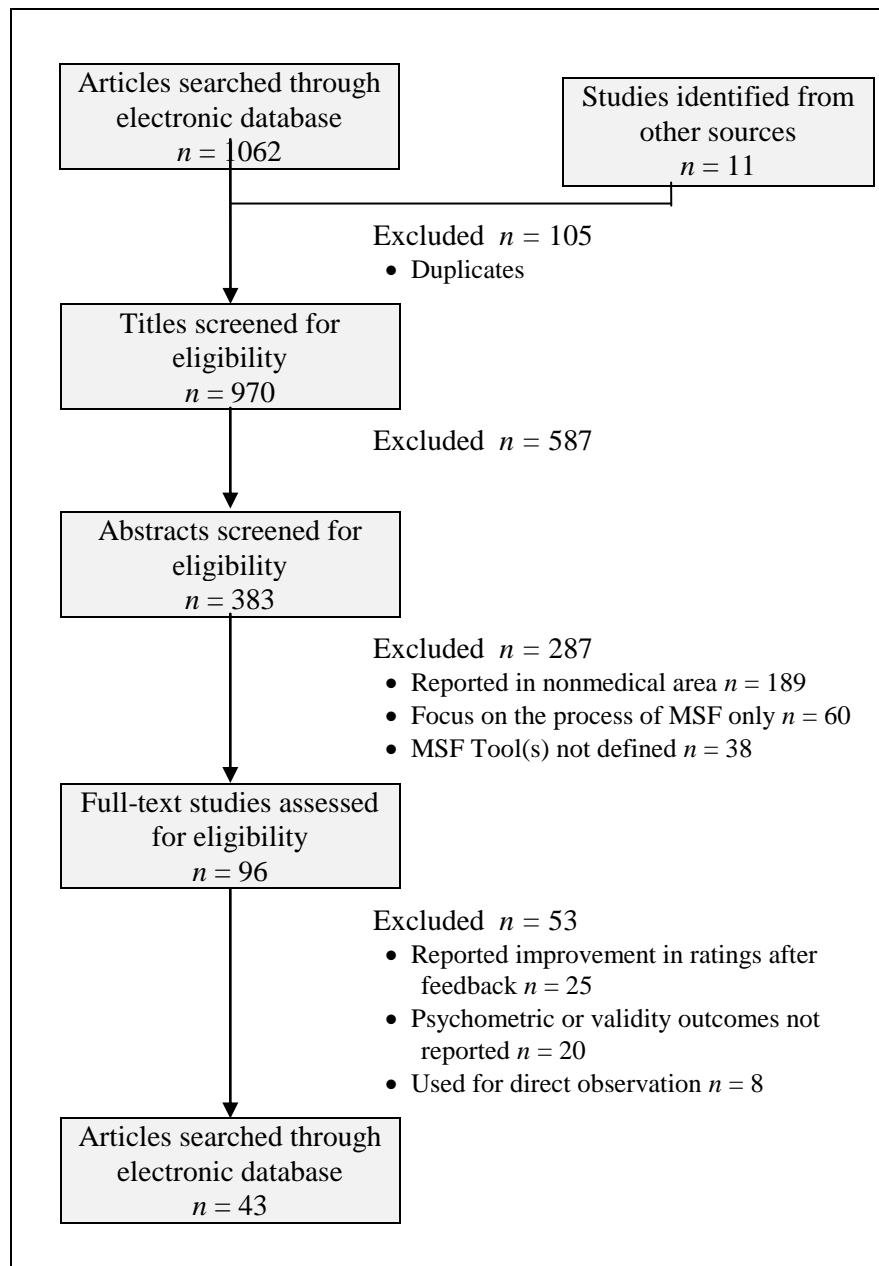 Articles searched through
electronic database
n = 1062
Studies identified from
other sources
n = 11
Excluded n = 105
• Duplicates
Titles screened for
eligibility
n = 970
Excluded n = 587
Abstracts screened for
eligibility
n = 383
Excluded n = 287
• Reported in nonmedical area n = 189
• Focus on the process of MSF only n = 60
• MSF Tool(s) not defined n = 38
Full-text studies assessed
for eligibility
n = 96
Excluded n = 53
• Reported improvement in ratings after
feedback n = 25
• Psychometric or validity outcomes not
reported n = 20
• Used for direct observation n = 8
Articles searched through
electronic database
n = 43